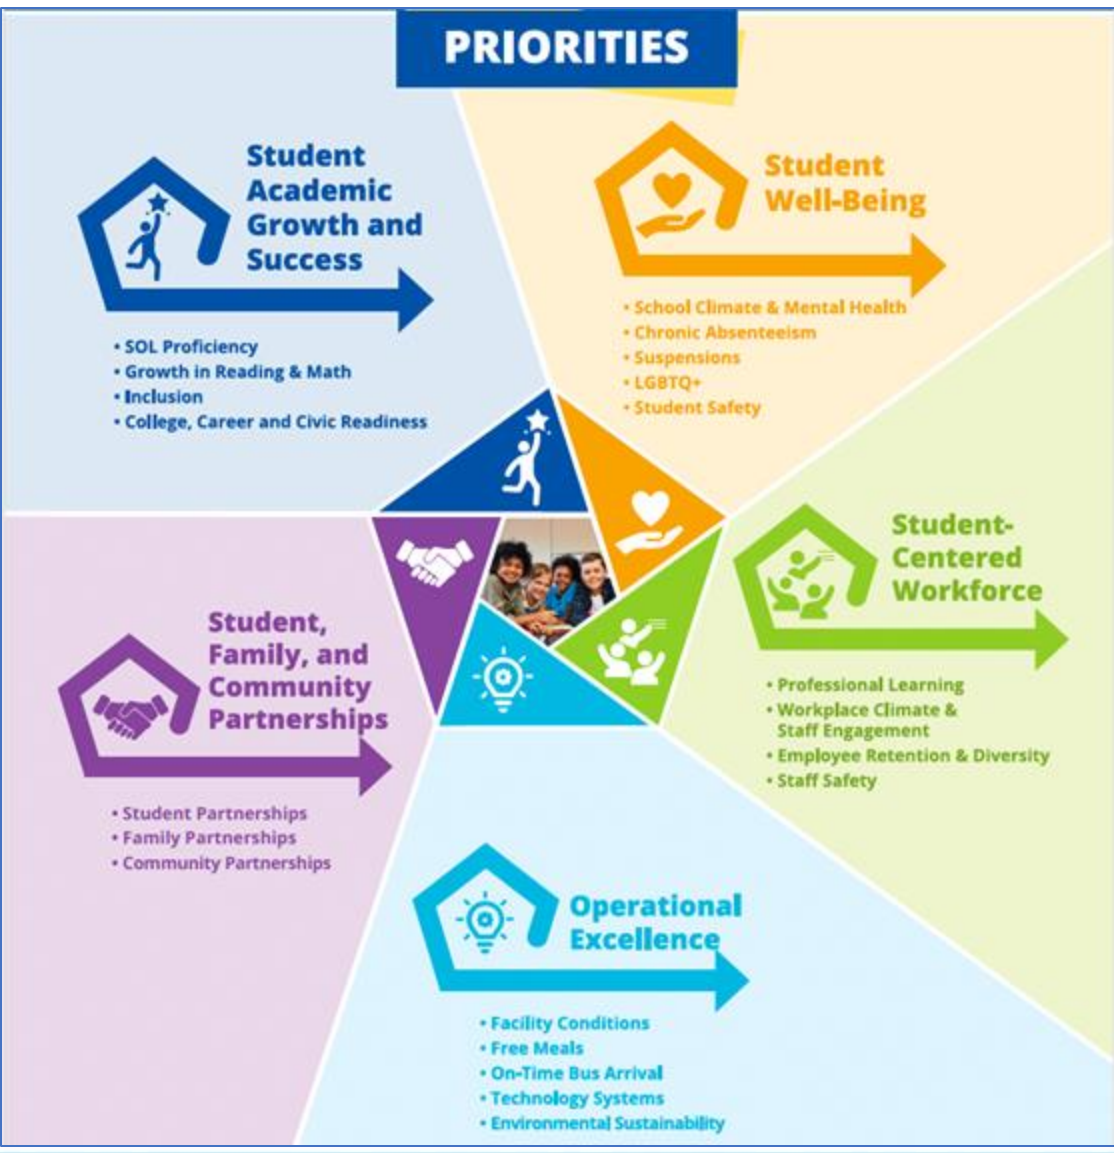 PRIORITIES
Student
Academic
Growth and
Success
• SOL Proficiency
• Growth in Reading & Math
• Inclusion
• College, Career and Civic Readiness
Student
Well-Being
• School Climate & Mental Health
• Chronic Absenteeism
• Suspensions
• LGBTQ+
• Student Safety
Student-
Centered
Workforce
• Professional Learning
• Workplace Climate &
Staff Engagement
• Employee Retention & Diversity
• Staff Safety
Student,
Family, and
Community
Partnerships
• Student Partnerships
• Family Partnerships
• Community Partnerships
Operational
Excellence
• Facility Conditions
• Free Meals
• On-Time Bus Arrival
• Technology Systems
• Environmental Sustainability